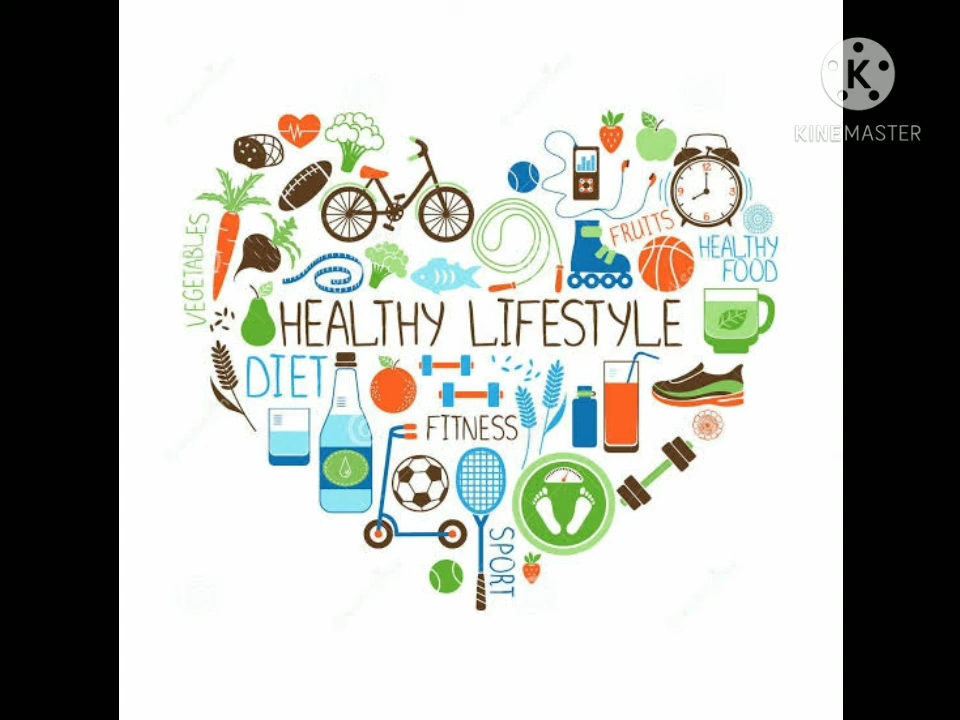 KINEMASTER
VEGETABLES
FRUITS
HEALTHY
FOOD
HEALTHY LIFESTYLE
DIET
FITNESS
SPORT